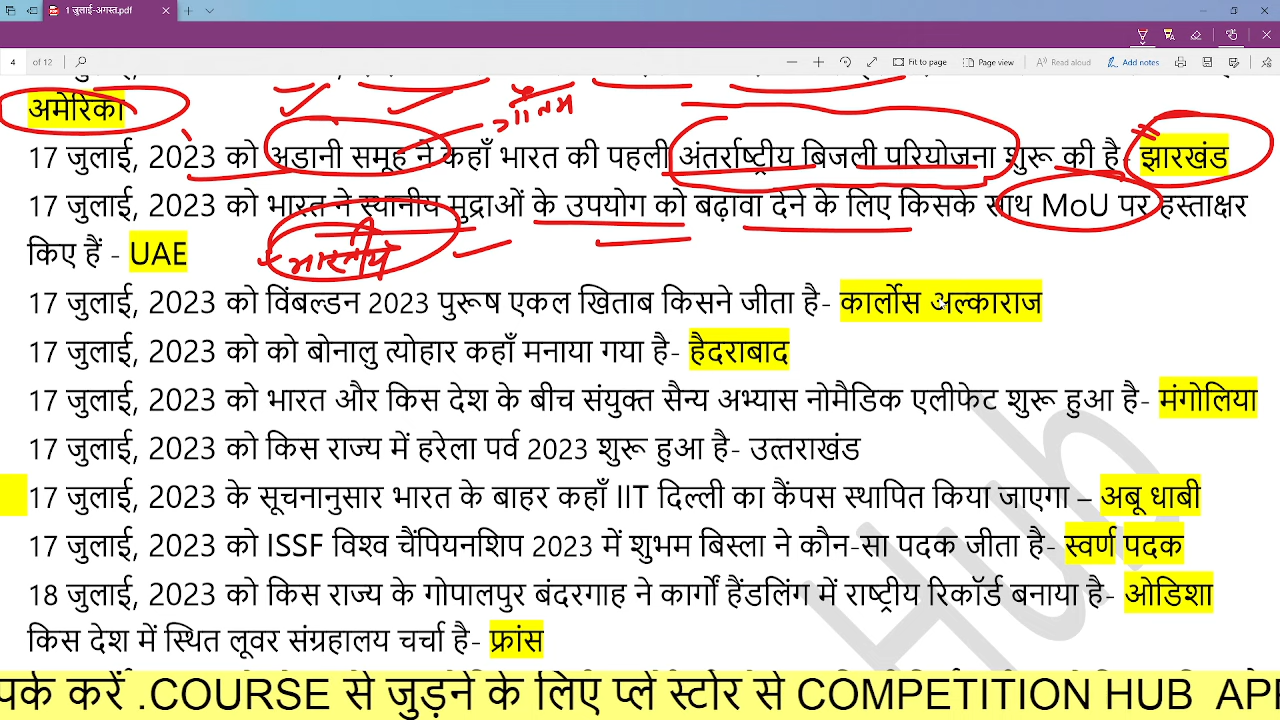 1 जुलाई-अगस्त.pdf
4 of 12 Fit to page Page view Read aloud Add notes
अमेरिका
17 जुलाई, 2023 को अडानी समूह ने कहाँ भारत की पहली अंतर्राष्ट्रीय बिजली परियोजना शुरू की है- झारखंड
17 जुलाई, 2023 को भारत ने स्थानीय मुद्राओं के उपयोग को बढ़ावा देने के लिए किसके साथ MoU पर हस्ताक्षर
किए हैं - UAE
भारतीय
17 जुलाई, 2023 को विंबल्डन 2023 पुरूष एकल खिताब किसने जीता है- कार्लोस अल्काराज
17 जुलाई, 2023 को को बोनालु त्योहार कहाँ मनाया गया है- हैदराबाद
17 जुलाई, 2023 को भारत और किस देश के बीच संयुक्त सैन्य अभ्यास नोमैडिक एलीफेट शुरू हुआ है- मंगोलिया
17 जुलाई, 2023 को किस राज्य में हरेला पर्व 2023 शुरू हुआ है- उत्तराखंड
17 जुलाई, 2023 के सूचनानुसार भारत के बाहर कहाँ IIT दिल्ली का कैंपस स्थापित किया जाएगा – अबू धाबी
17 जुलाई, 2023 को ISSF विश्व चैंपियनशिप 2023 में शुभम बिस्ला ने कौन-सा पदक जीता है- स्वर्ण पदक
18 जुलाई, 2023 को किस राज्य के गोपालपुर बंदरगाह ने कार्गों हैंडलिंग में राष्ट्रीय रिकॉर्ड बनाया है- ओडिशा
किस देश में स्थित लूवर संग्रहालय चर्चा है- फ्रांस
Hub
पर्क करें .COURSE से जुड़ने के लिए प्ले स्टोर से COMPETITION HUB